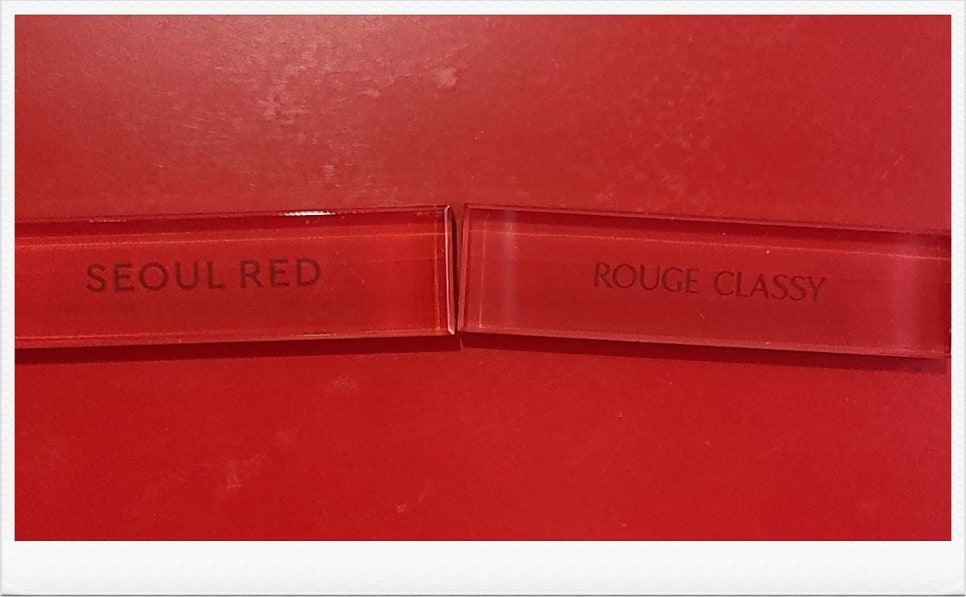 SEOUL RED
ROUGE CLASSY